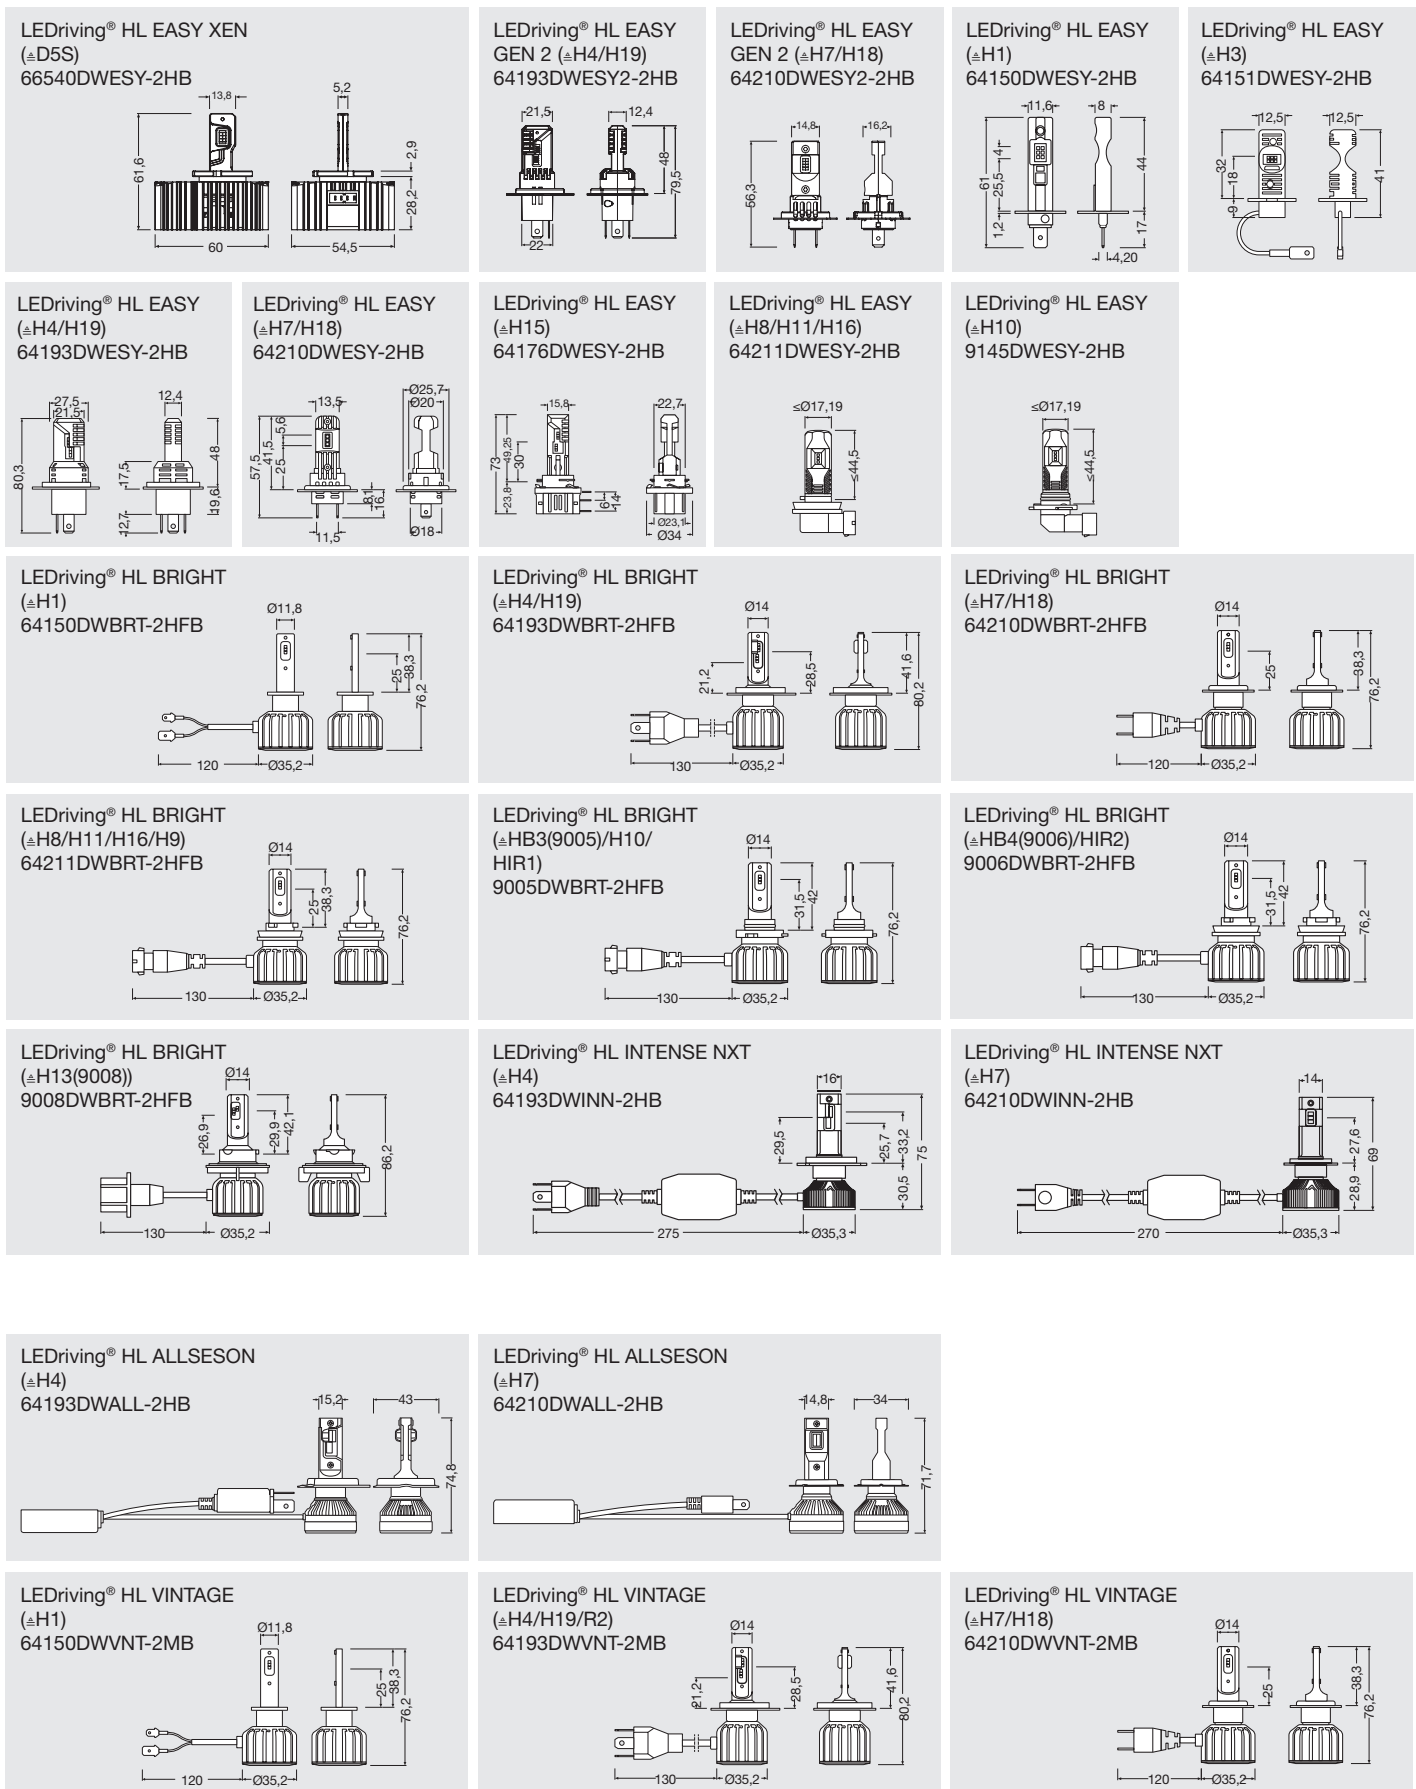 LEDriving® HL EASY XEN
(≙D5S)
66540DWESY-2HB
13,8
5,2
61,6
2,9
28,2
60
54,5
LEDriving® HL EASY
GEN 2 (≙H4/H19)
64193DWESY2-2HB
21,5
12,4
48
79,5
22
LEDriving® HL EASY
GEN 2 (≙H7/H18)
64210DWESY2-2HB
14,8
16,2
56,3
LEDriving® HL EASY
(≙H1)
64150DWESY-2HB
11,6
8
4
61
25,5
44
1,2
17
4,20
LEDriving® HL EASY
(≙H3)
64151DWESY-2HB
12,5
12,5
32
18
41
9
LEDriving® HL EASY
(≙H4/H19)
64193DWESY-2HB
27,5
21,5
12,4
80,3
17,5
48
19,6
12,7
LEDriving® HL EASY
(≙H7/H18)
64210DWESY-2HB
13,5
Ø25,7
Ø20
57,5
41,5
5,6
25
8,1
16
11,5
Ø18
LEDriving® HL EASY
(≙H15)
64176DWESY-2HB
15,8
22,7
73
49,25
30
23,8
6
14
Ø23,1
Ø34
LEDriving® HL EASY
(≙H8/H11/H16)
64211DWESY-2HB
≤Ø17,19
≤44,5
LEDriving® HL EASY
(≙H10)
9145DWESY-2HB
≤Ø17,19
≤44,5
LEDriving® HL BRIGHT
(≙H1)
64150DWBRT-2HFB
Ø11,8
25
38,3
76,2
120
Ø35,2
LEDriving® HL BRIGHT
(≙H4/H19)
64193DWBRT-2HFB
Ø14
21,2
28,5
41,6
80,2
130
Ø35,2
LEDriving® HL BRIGHT
(≙H7/H18)
64210DWBRT-2HFB
Ø14
25
38,3
76,2
120
Ø35,2
LEDriving® HL BRIGHT
(≙H8/H11/H16/H9)
64211DWBRT-2HFB
Ø14
25
38,3
76,2
130
Ø35,2
LEDriving® HL BRIGHT
(≙HB3(9005)/H10/
HIR1)
9005DWBRT-2HFB
Ø14
31,5
42
76,2
130
Ø35,2
LEDriving® HL BRIGHT
(≙HB4(9006)/HIR2)
9006DWBRT-2HFB
Ø14
31,5
42
76,2
130
Ø35,2
LEDriving® HL BRIGHT
(≙H13(9008))
9008DWBRT-2HFB
Ø14
26,9
29,9
42,1
86,2
130
Ø35,2
LEDriving® HL INTENSE NXT
(≙H4)
64193DWINN-2HB
16
29,5
25,7
33,2
75
30,5
275
Ø35,3
LEDriving® HL INTENSE NXT
(≙H7)
64210DWINN-2HB
14
27,6
69
28,9
270
Ø35,3
LEDriving® HL ALLSESON
(≙H4)
64193DWALL-2HB
15,2
43
74,8
LEDriving® HL ALLSESON
(≙H7)
64210DWALL-2HB
14,8
34
71,7
LEDriving® HL VINTAGE
(≙H1)
64150DWVNT-2MB
Ø11,8
25
38,3
76,2
120
Ø35,2
LEDriving® HL VINTAGE
(≙H4/H19/R2)
64193DWVNT-2MB
Ø14
21,2
28,5
41,6
80,2
130
Ø35,2
LEDriving® HL VINTAGE
(≙H7/H18)
64210DWVNT-2MB
Ø14
25
38,3
76,2
120
Ø35,2